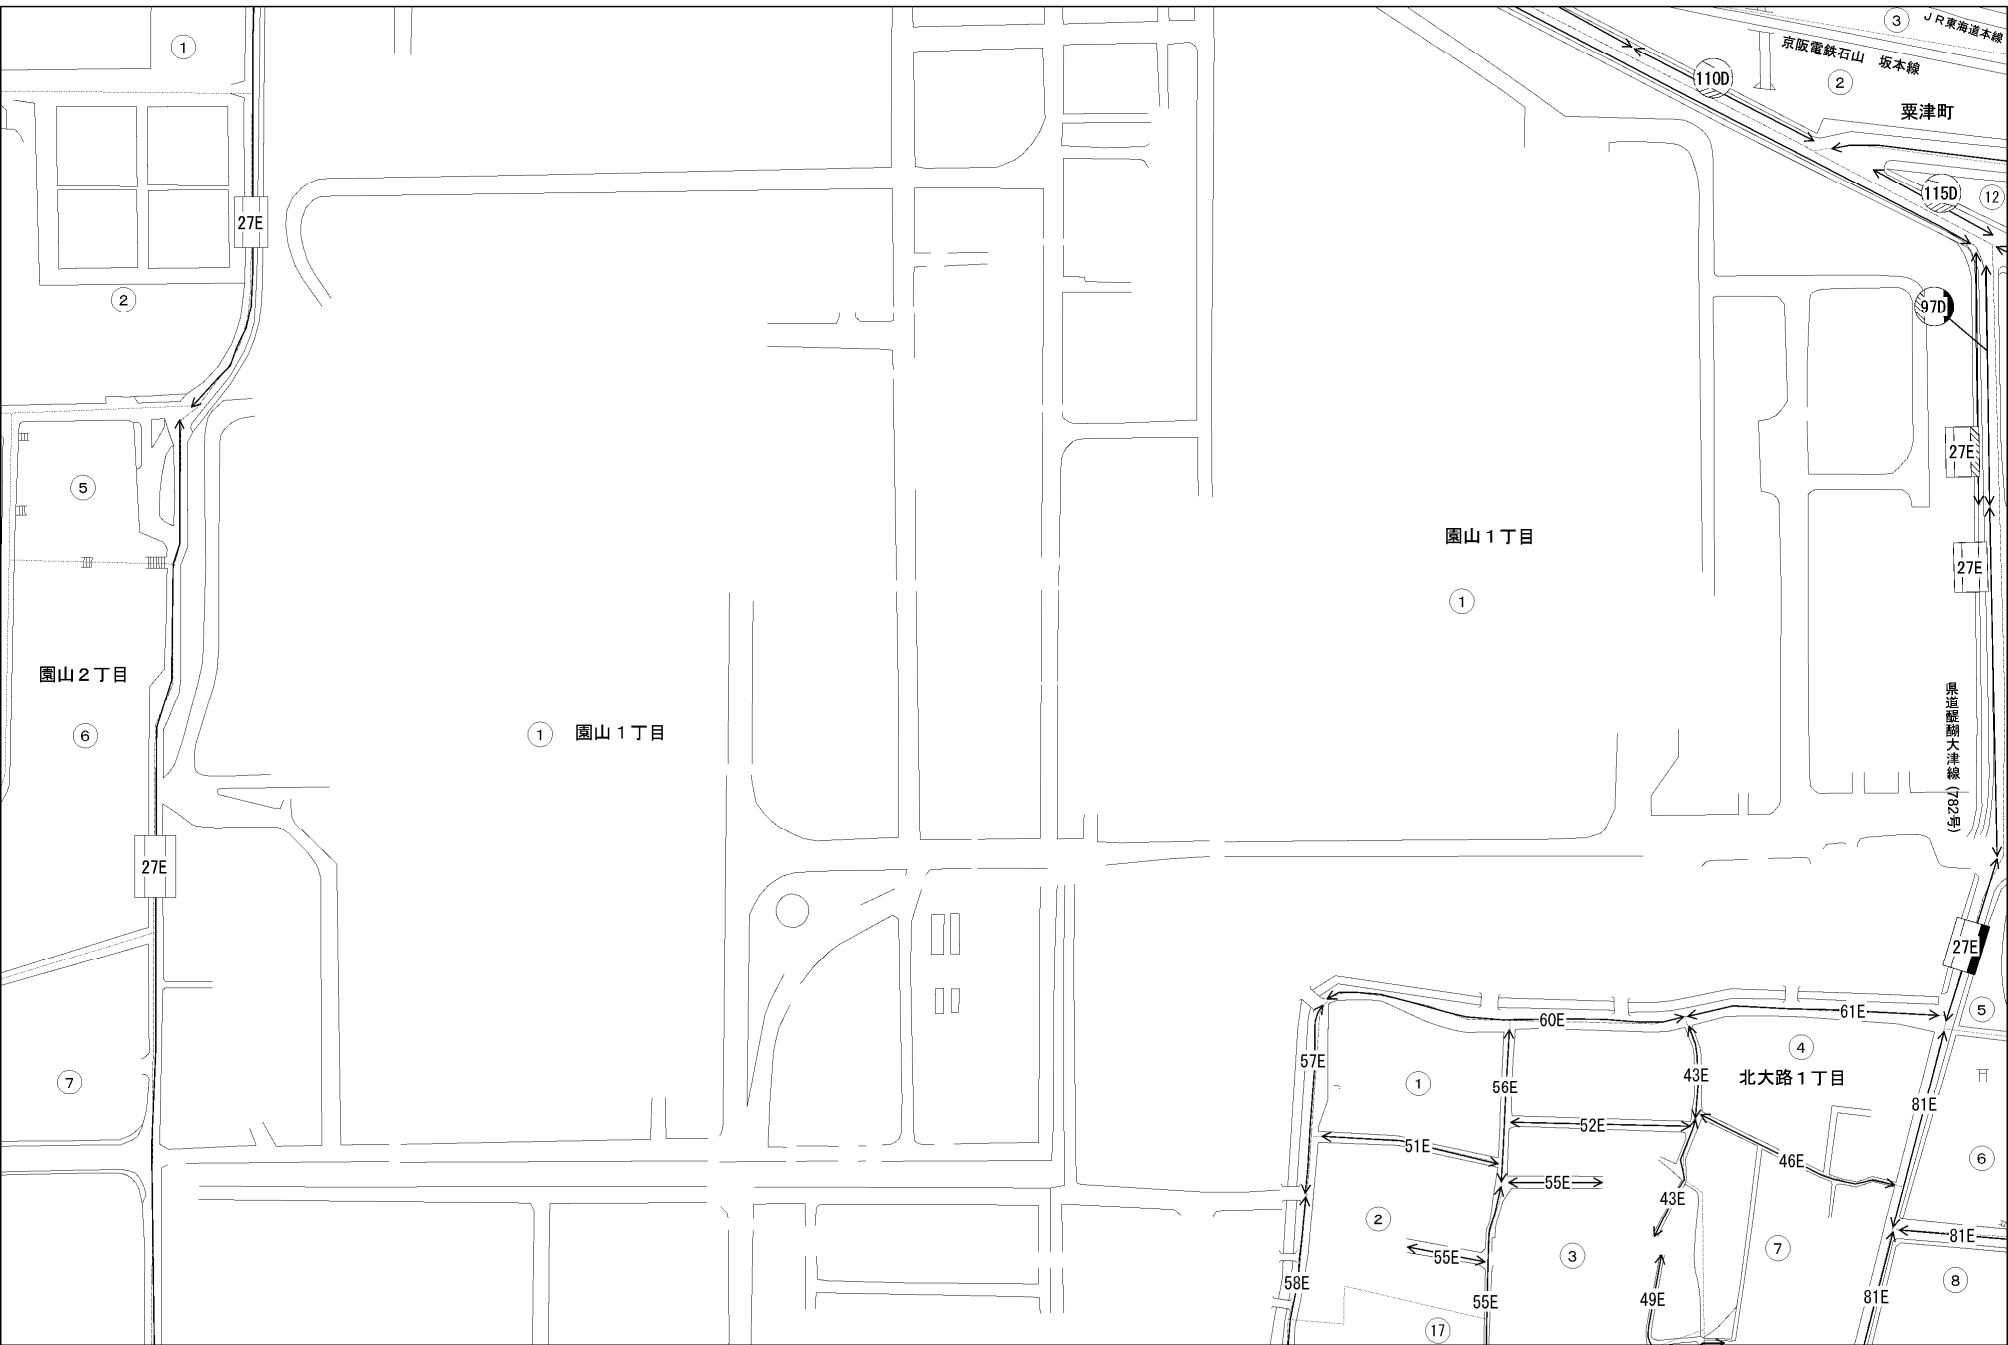 ①
③
JR東海道本線
京阪電鉄石山 坂本線
110D
②
粟津町
115D
⑫
27E
②
97D
⑤
27E
園山1丁目
①
27E
園山2丁目
⑥
①
園山1丁目
県道醍醐大津線(782号)
27E
27E
⑤
60E
61E
57E
④
⑦
①
56E
43E
北大路1丁目
81E
52E
51E
46E
⑥
55E
43E
②
③
⑦
81E
55E
⑧
58E
55E
49E
81E
⑰